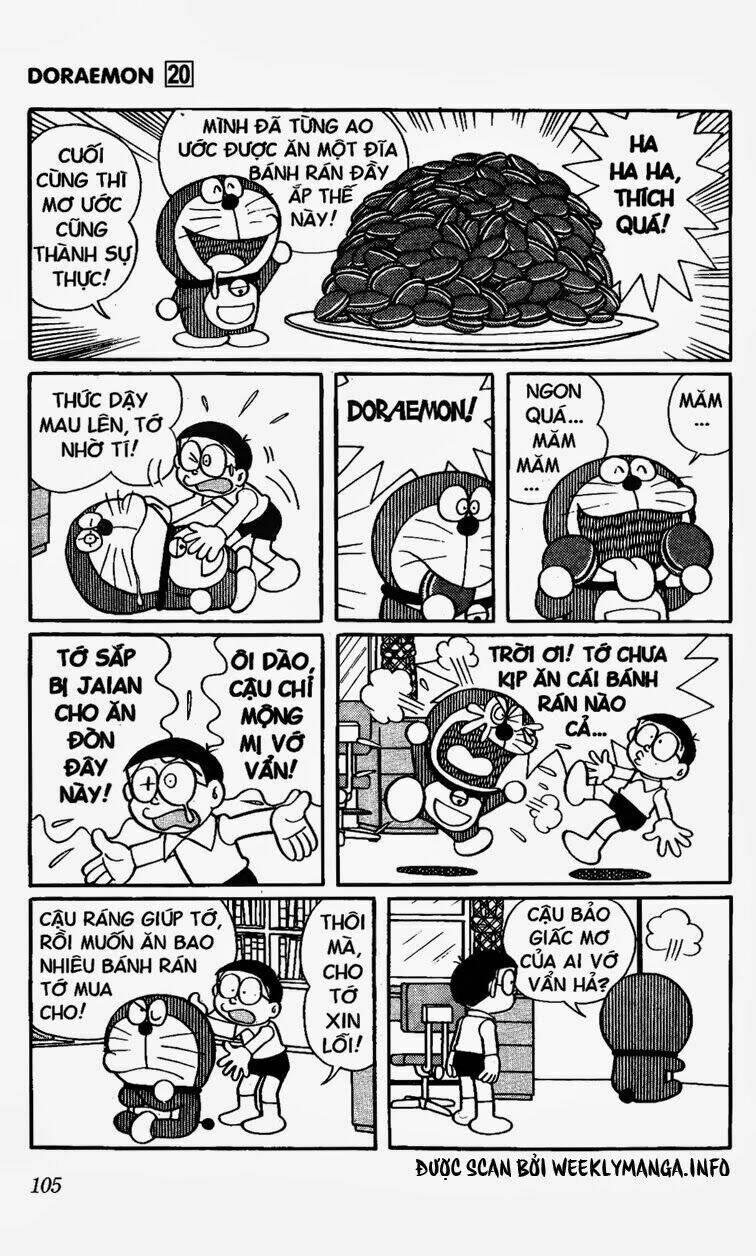 DORAEMON 20
HA
HA HA,
THÍCH
QUÁ!
MÌNH ĐÃ TỪNG AO
ƯỚC ĐƯỢC ĂN MỘT ĐĨA
BÁNH RÁN ĐẦY
ẮP THẾ
NÀY!
CUỐI
CÙNG THÌ
MƠ ƯỚC
CŨNG
THÀNH SỰ
THỰC!
MĂM
...
NGON
QUÁ...
MĂM
MĂM
...
DORAEMON!
THỨC DẬY
MAU LÊN, TỚ
NHỜ TÍ!
TRỜI ƠI! TỚ CHƯA
KỊP ĂN CÁI BÁNH
RÁN NÀO
CẢ...
ÔI DÀO,
CẬU CHỈ
MỘNG
MỊ VỚ
VẨN!
TỚ SẮP
BỊ JAIAN
CHO ĂN
ĐÒN
ĐÂY
NÀY!
CẬU BẢO
GIẤC MƠ
CỦA AI VỚ
VẨN HẢ?
THÔI
MÀ,
CHO
TỚ
XIN
LỖI!
CẬU RÁNG GIÚP TỚ,
RỒI MUỐN ĂN BAO
NHIÊU BÁNH RÁN
TỚ MUA
CHO!
105
ĐƯỢC SCAN BỞI WEEKLYMANGA.INFO